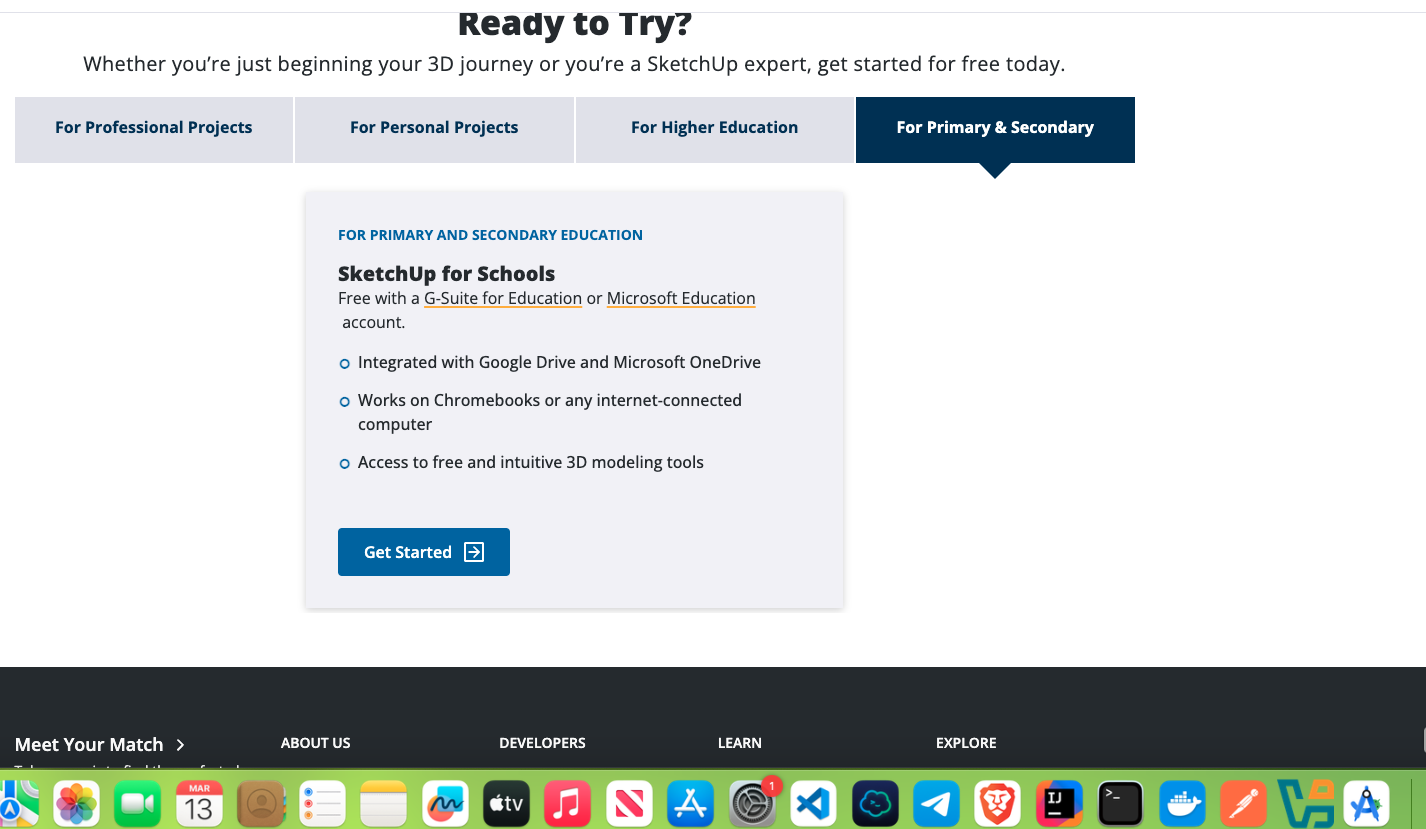 Ready to Try?
Whether you’re just beginning your 3D journey or you’re a SketchUp expert, get started for free today.
For Professional Projects
For Personal Projects
For Higher Education
For Primary & Secondary
FOR PRIMARY AND SECONDARY EDUCATION
SketchUp for Schools
Free with a G-Suite for Education or Microsoft Education
account.
Integrated with Google Drive and Microsoft OneDrive
Works on Chromebooks or any internet-connected
computer
Access to free and intuitive 3D modeling tools
Get Started
Meet Your Match
ABOUT US
DEVELOPERS
LEARN
EXPLORE
MAR
13
tv
1
IJ
>_